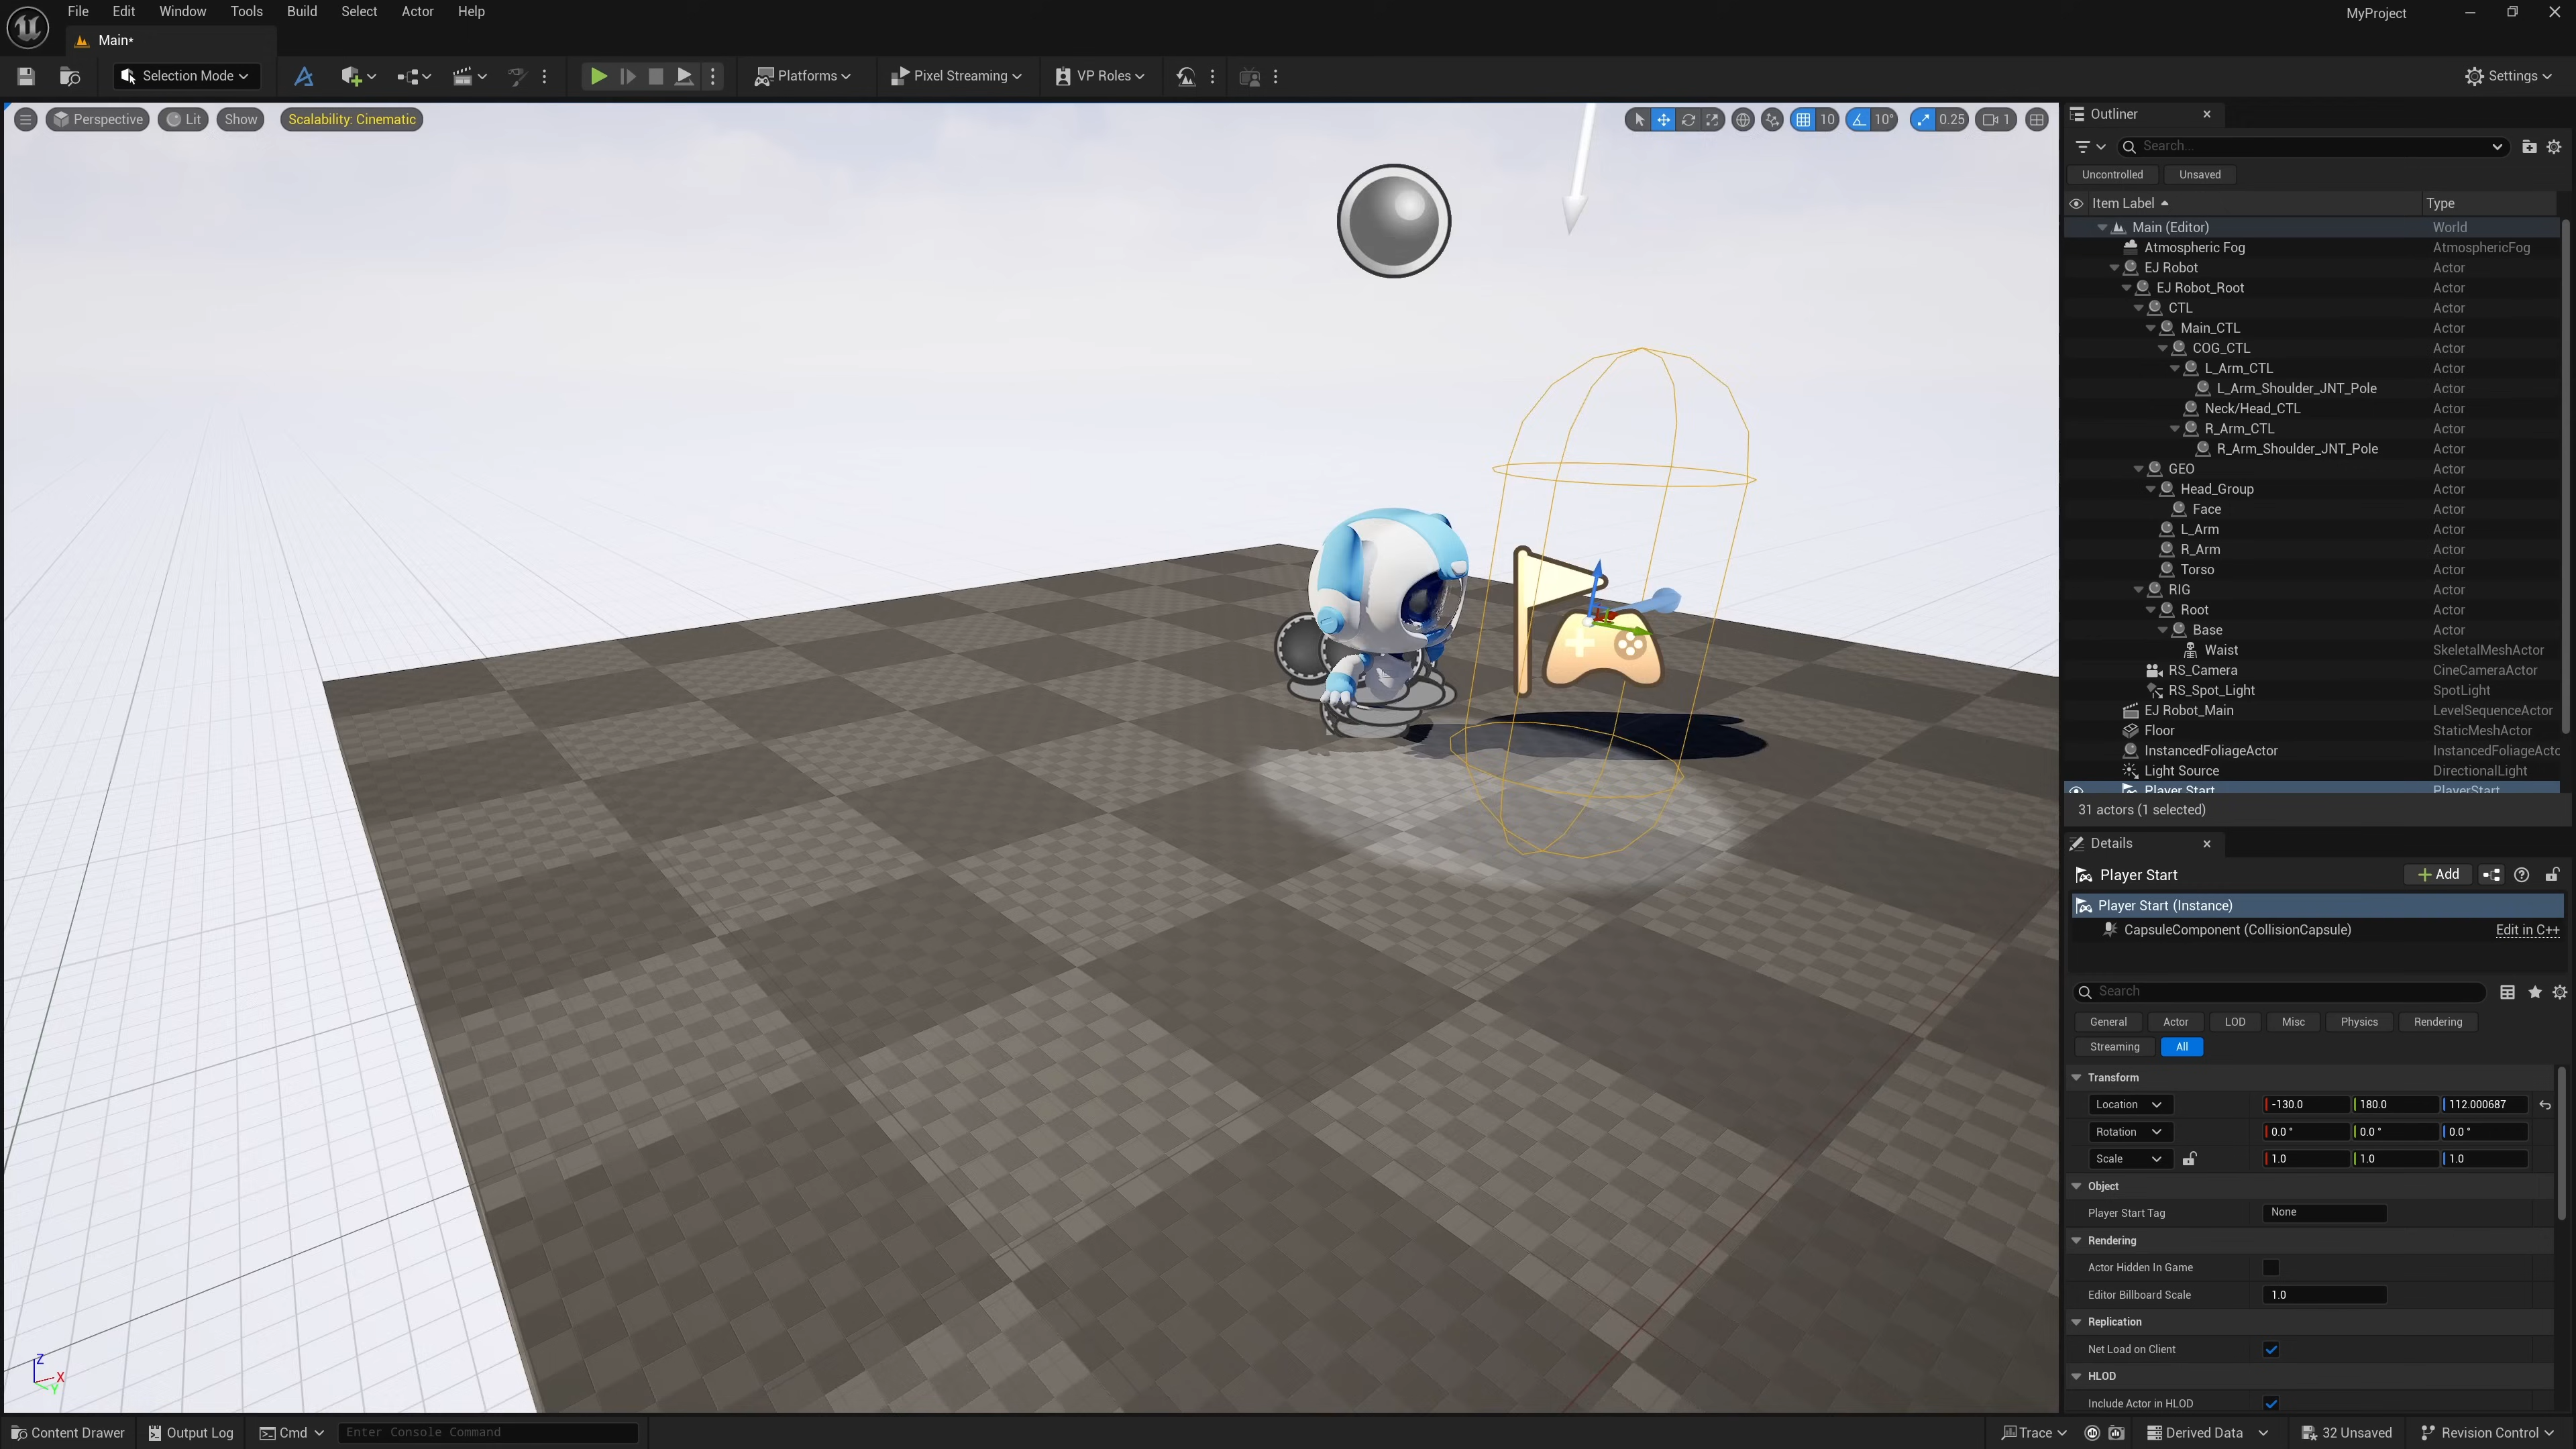 File Edit Window Tools Build Select Actor Help
MyProject
Main*
Selection Mode
Platforms
Pixel Streaming
VP Roles
Settings
Perspective Lit Show Scalability: Cinematic
10 10° 0.25 1
Outliner
Search...
Uncontrolled Unsaved
Item Label Type
Main (Editor) World
Atmospheric Fog AtmosphericFog
EJ Robot Actor
EJ Robot_Root Actor
CTL Actor
Main_CTL Actor
COG_CTL Actor
L_Arm_CTL Actor
L_Arm_Shoulder_JNT_Pole Actor
Neck/Head_CTL Actor
R_Arm_CTL Actor
R_Arm_Shoulder_JNT_Pole Actor
GEO Actor
Head_Group Actor
Face Actor
L_Arm Actor
R_Arm Actor
Torso Actor
RIG Actor
Root Actor
Base Actor
Waist SkeletalMeshActor
RS_Camera CineCameraActor
RS_Spot_Light SpotLight
EJ Robot_Main LevelSequenceActor
Floor StaticMeshActor
InstancedFoliageActor InstancedFoliageActo
Light Source DirectionalLight
Player Start PlayerStart
31 actors (1 selected)
Details
Player Start
Add
Player Start (Instance)
CapsuleComponent (CollisionCapsule) Edit in C++
Search
General Actor LOD Misc Physics Rendering
Streaming All
Transform
Location -130.0 180.0 112.000687
Rotation 0.0 ° 0.0 ° 0.0 °
Scale 1.0 1.0 1.0
Object
Player Start Tag None
Rendering
Actor Hidden In Game
Editor Billboard Scale 1.0
Replication
Net Load on Client
HLOD
Include Actor in HLOD
Z
X
Y
Content Drawer Output Log Cmd Enter Console Command
Trace Derived Data 32 Unsaved Revision Control